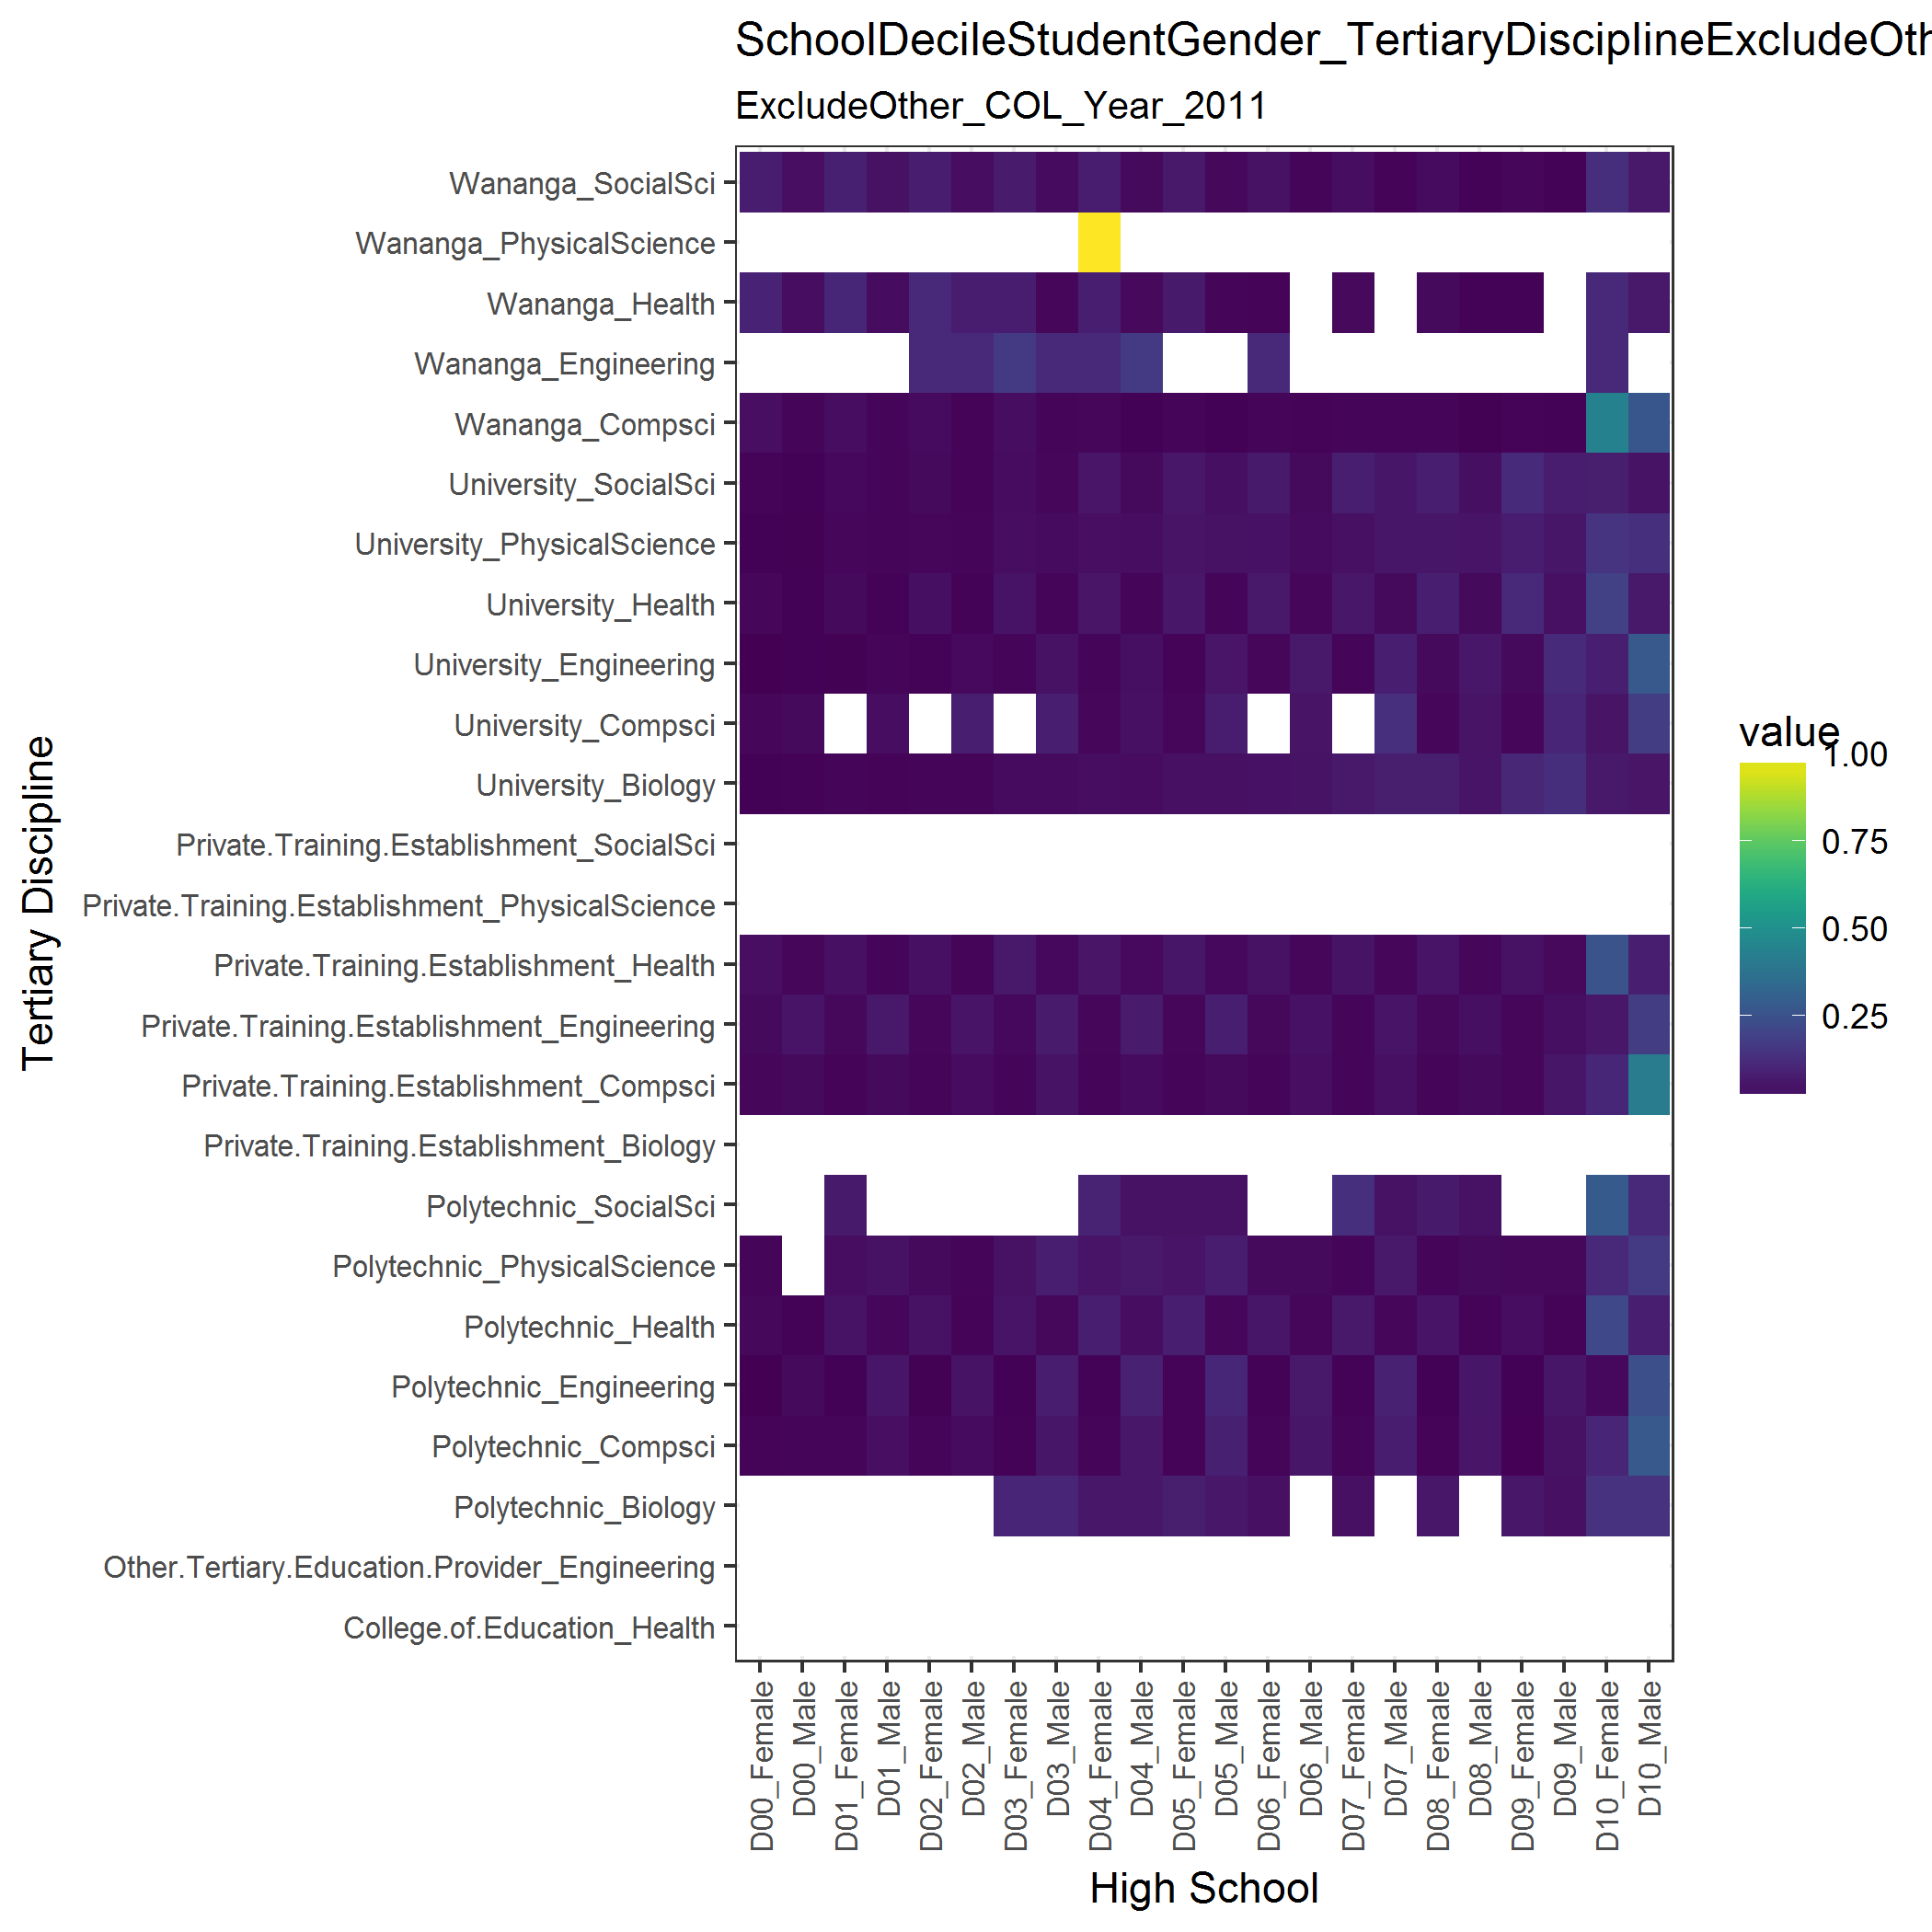 SchoolDecileStudentGender_TertiaryDisciplineExcludeOth
ExcludeOther_COL_Year_2011
Tertiary Discipline
Wananga_SocialSci
Wananga_PhysicalScience
Wananga_Health
Wananga_Engineering
Wananga_Compsci
University_SocialSci
University_PhysicalScience
University_Health
University_Engineering
University_Compsci
University_Biology
Private.Training.Establishment_SocialSci
Private.Training.Establishment_PhysicalScience
Private.Training.Establishment_Health
Private.Training.Establishment_Engineering
Private.Training.Establishment_Compsci
Private.Training.Establishment_Biology
Polytechnic_SocialSci
Polytechnic_PhysicalScience
Polytechnic_Health
Polytechnic_Engineering
Polytechnic_Compsci
Polytechnic_Biology
Other.Tertiary.Education.Provider_Engineering
College.of.Education_Health
D00_Female
D00_Male
D01_Female
D01_Male
D02_Female
D02_Male
D03_Female
D03_Male
D04_Female
D04_Male
D05_Female
D05_Male
D06_Female
D06_Male
D07_Female
D07_Male
D08_Female
D08_Male
D09_Female
D09_Male
D10_Female
D10_Male
High School
value
1.00
0.75
0.50
0.25